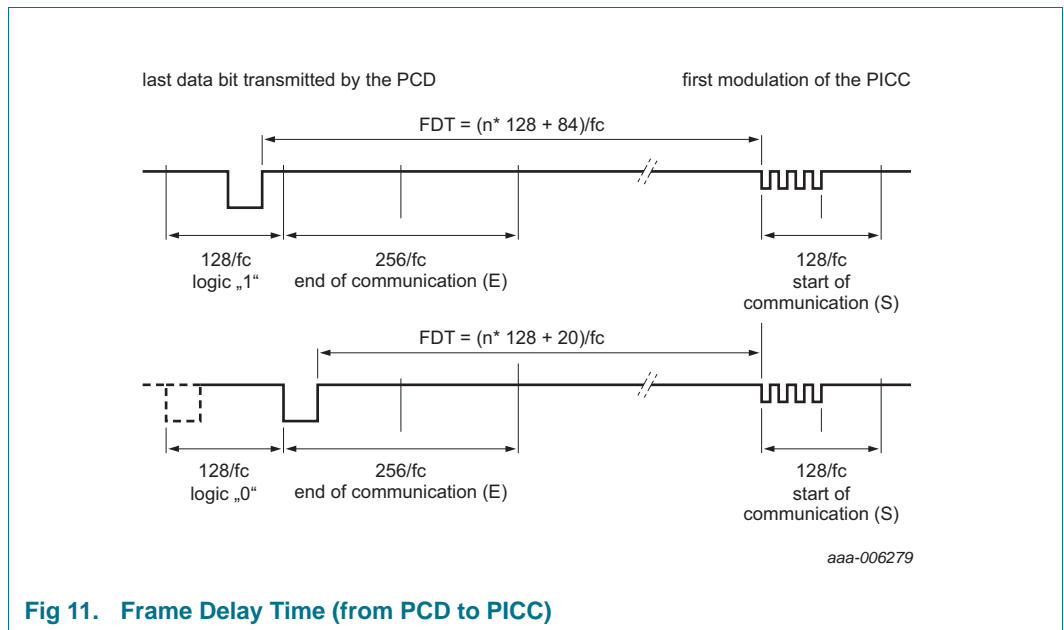 last data bit transmitted by the PCD
first modulation of the PICC
FDT = (n* 128 + 84)/fc
128/fc
logic „1“
256/fc
end of communication (E)
128/fc
start of
communication (S)
FDT = (n* 128 + 20)/fc
128/fc
logic „0“
256/fc
end of communication (E)
128/fc
start of
communication (S)
aaa-006279
Fig 11. Frame Delay Time (from PCD to PICC)